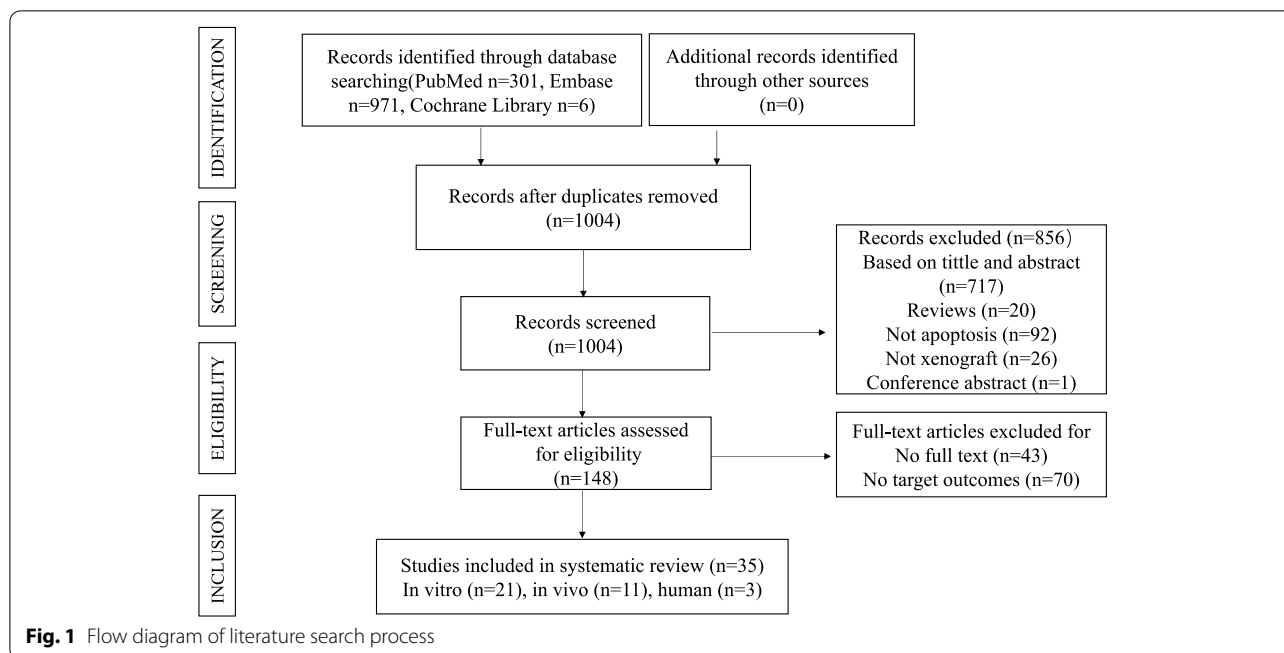 IDENTIFICATION
Records identified through database
searching(PubMed n=301, Embase
n=971, Cochrane Library n=6)
Additional records identified
through other sources
(n=0)
Records after duplicates removed
(n=1004)
SCREENING
Records excluded (n=856)
Based on tittle and abstract
(n=717)
Reviews (n=20)
Not apoptosis (n=92)
Not xenograft (n=26)
Conference abstract (n=1)
Records screened
(n=1004)
ELIGIBILITY
Full-text articles assessed
for eligibility
(n=148)
Full-text articles excluded for
No full text (n=43)
No target outcomes (n=70)
INCLUSION
Studies included in systematic review (n=35)
In vitro (n=21), in vivo (n=11), human (n=3)
Fig. 1 Flow diagram of literature search process